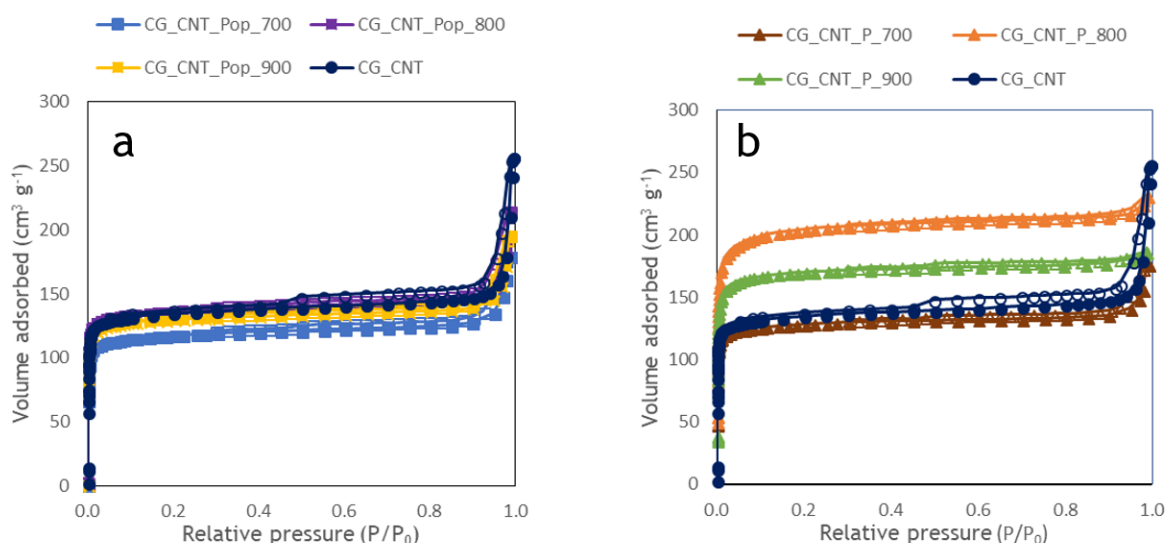 CG_CNT_Pop_700
CG_CNT_Pop_800
CG_CNT_Pop_900
CG_CNT
300
250
200
150
100
50
0
a
Volume adsorbed (cm³ g⁻¹)
0.0
0.2
0.4
0.6
0.8
1.0
Relative pressure (P/P₀)
CG_CNT_P_700
CG_CNT_P_800
CG_CNT_P_900
CG_CNT
300
250
200
150
100
50
0
b
Volume adsorbed (cm³ g⁻¹)
0.0
0.2
0.4
0.6
0.8
1.0
Relative pressure (P/P₀)